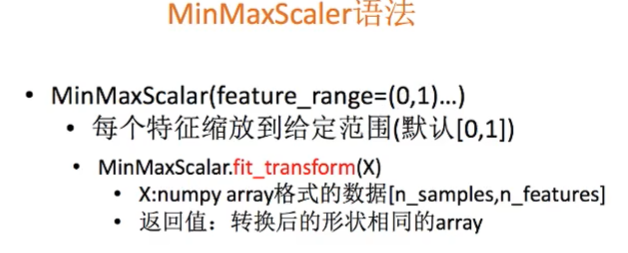 MinMaxScaler语法
• MinMaxScalar(feature_range=(0,1)…)
• 每个特征缩放到给定范围(默认[0,1])
• MinMaxScalar.fit_transform(X)
• X:numpy array格式的数据[n_samples,n_features]
• 返回值：转换后的形状相同的array